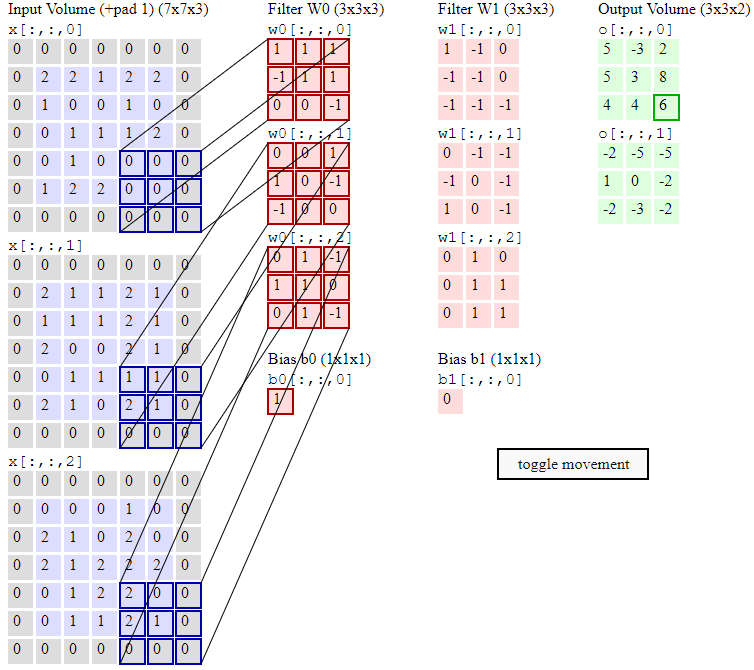 Input Volume (+pad 1) (7x7x3)
x[:,:,0]
0 0 0 0 0 0 0
0 2 2 1 2 2 0
0 1 0 0 1 0 0
0 0 1 1 1 2 0
0 0 1 0 0 0 0
0 1 2 2 0 0 0
0 0 0 0 0 0 0
x[:,:,1]
0 0 0 0 0 0 0
0 2 1 1 2 1 0
0 1 1 1 2 1 0
0 2 0 0 2 1 0
0 0 1 1 1 1 0
0 2 1 0 2 1 0
0 0 0 0 0 0 0
x[:,:,2]
0 0 0 0 0 0 0
0 0 0 0 1 0 0
0 2 1 0 2 0 0
0 2 1 2 2 2 0
0 0 1 2 2 0 0
0 0 1 1 2 1 0
0 0 0 0 0 0 0
Filter W0 (3x3x3)
w0[:,:,0]
1 1 1
-1 1 1
0 0 -1
w0[:,:,1]
0 0 1
1 0 -1
-1 0 0
w0[:,:,2]
0 1 -1
1 1 0
0 1 -1
Bias b0 (1x1x1)
b0[:,:,0]
1
Filter W1 (3x3x3)
w1[:,:,0]
1 -1 0
-1 -1 0
-1 -1 -1
w1[:,:,1]
0 -1 -1
-1 0 -1
1 0 -1
w1[:,:,2]
0 1 0
0 1 1
0 1 1
Bias b1 (1x1x1)
b1[:,:,0]
0
Output Volume (3x3x2)
o[:,:,0]
5 -3 2
5 3 8
4 4 6
o[:,:,1]
-2 -5 -5
1 0 -2
-2 -3 -2
toggle movement